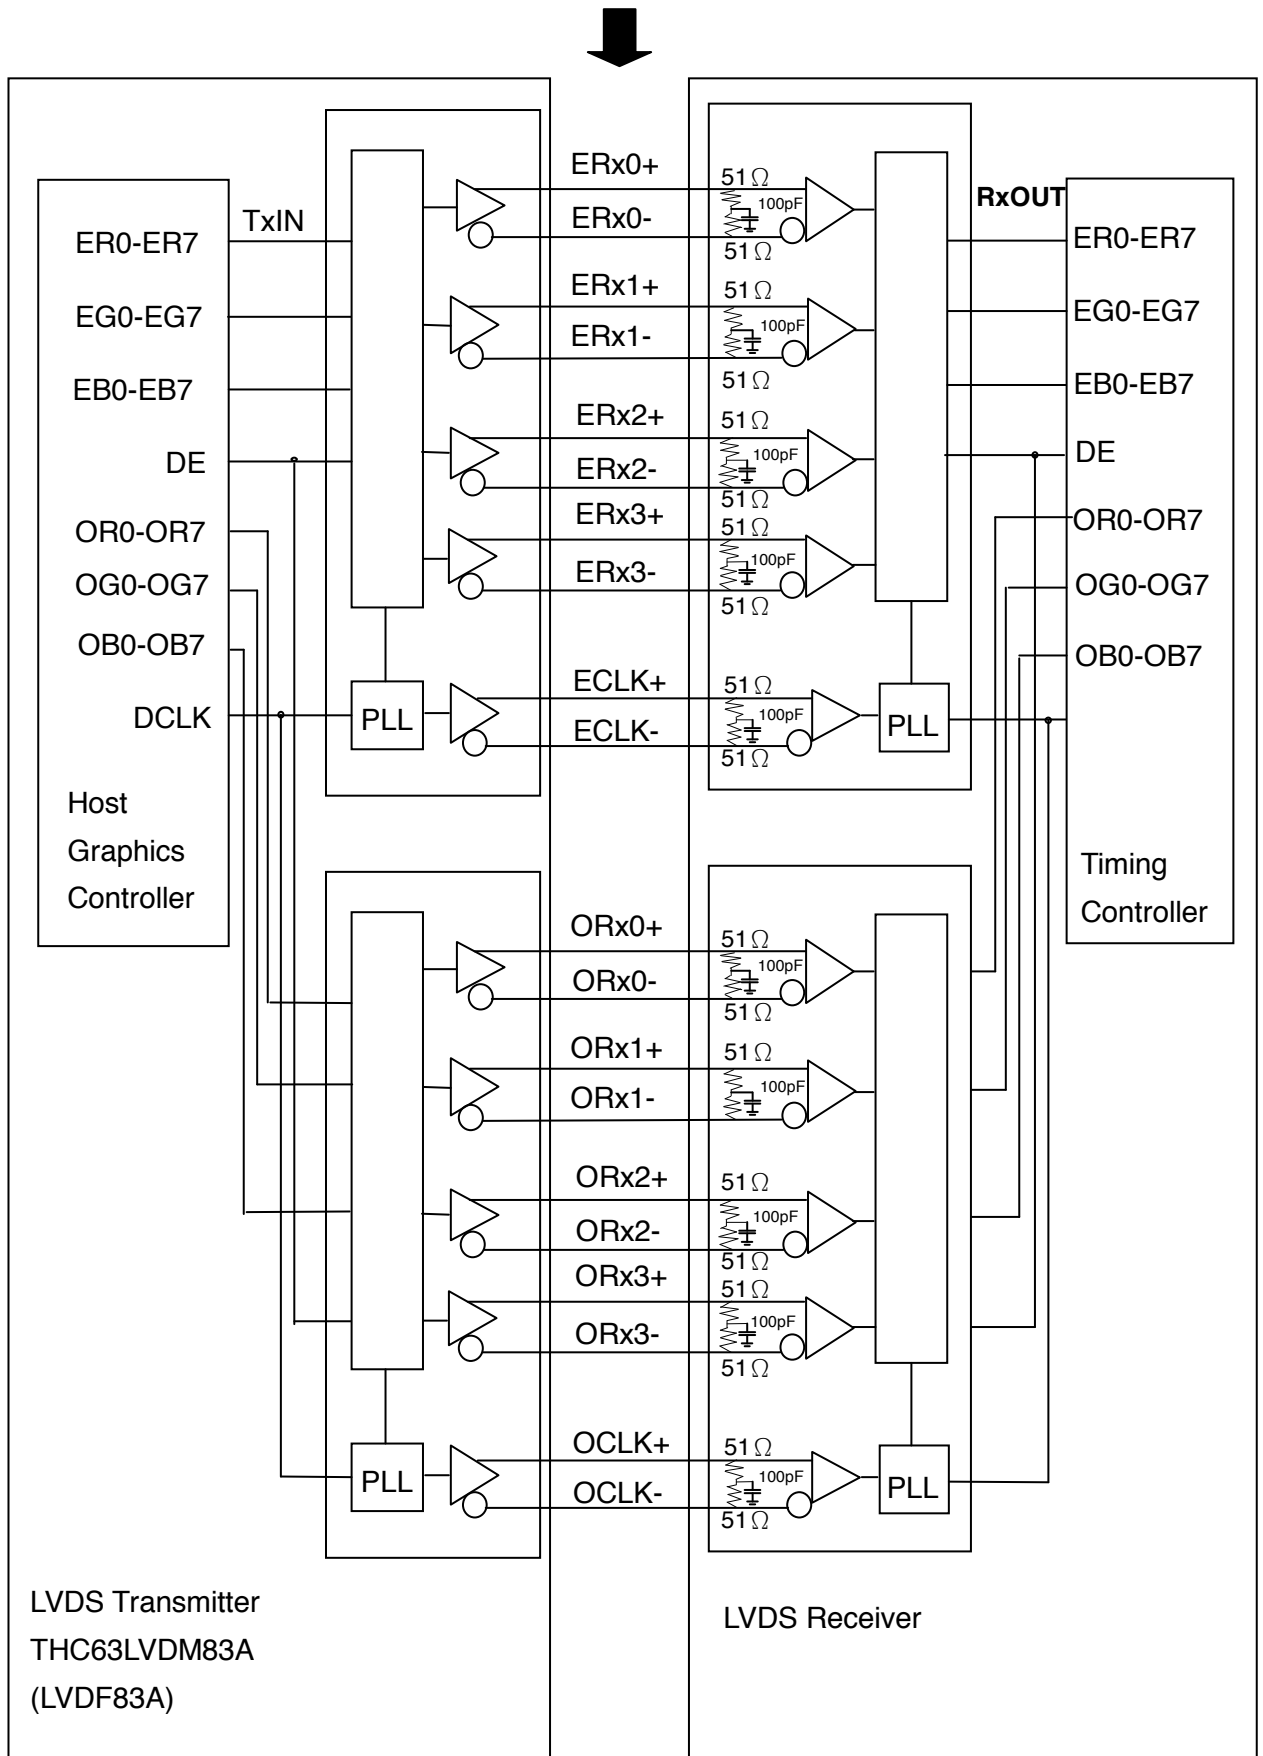 TxIN
ER0-ER7
EG0-EG7
EB0-EB7
DE
OR0-OR7
OG0-OG7
OB0-OB7
DCLK
Host
Graphics
Controller
PLL
ERx0+
ERx0-
ERx1+
ERx1-
ERx2+
ERx2-
ERx3+
ERx3-
ECLK+
ECLK-
51Ω
100pF
51Ω
51Ω
100pF
51Ω
51Ω
100pF
51Ω
51Ω
100pF
51Ω
51Ω
100pF
51Ω
PLL
RxOUT
ER0-ER7
EG0-EG7
EB0-EB7
DE
OR0-OR7
OG0-OG7
OB0-OB7
Timing
Controller
PLL
ORx0+
ORx0-
ORx1+
ORx1-
ORx2+
ORx2-
ORx3+
ORx3-
OCLK+
OCLK-
51Ω
100pF
51Ω
51Ω
100pF
51Ω
100pF
51Ω
51Ω
51Ω
100pF
51Ω
51Ω
100pF
51Ω
PLL
LVDS Transmitter
THC63LVDM83A
(LVDF83A)
LVDS Receiver